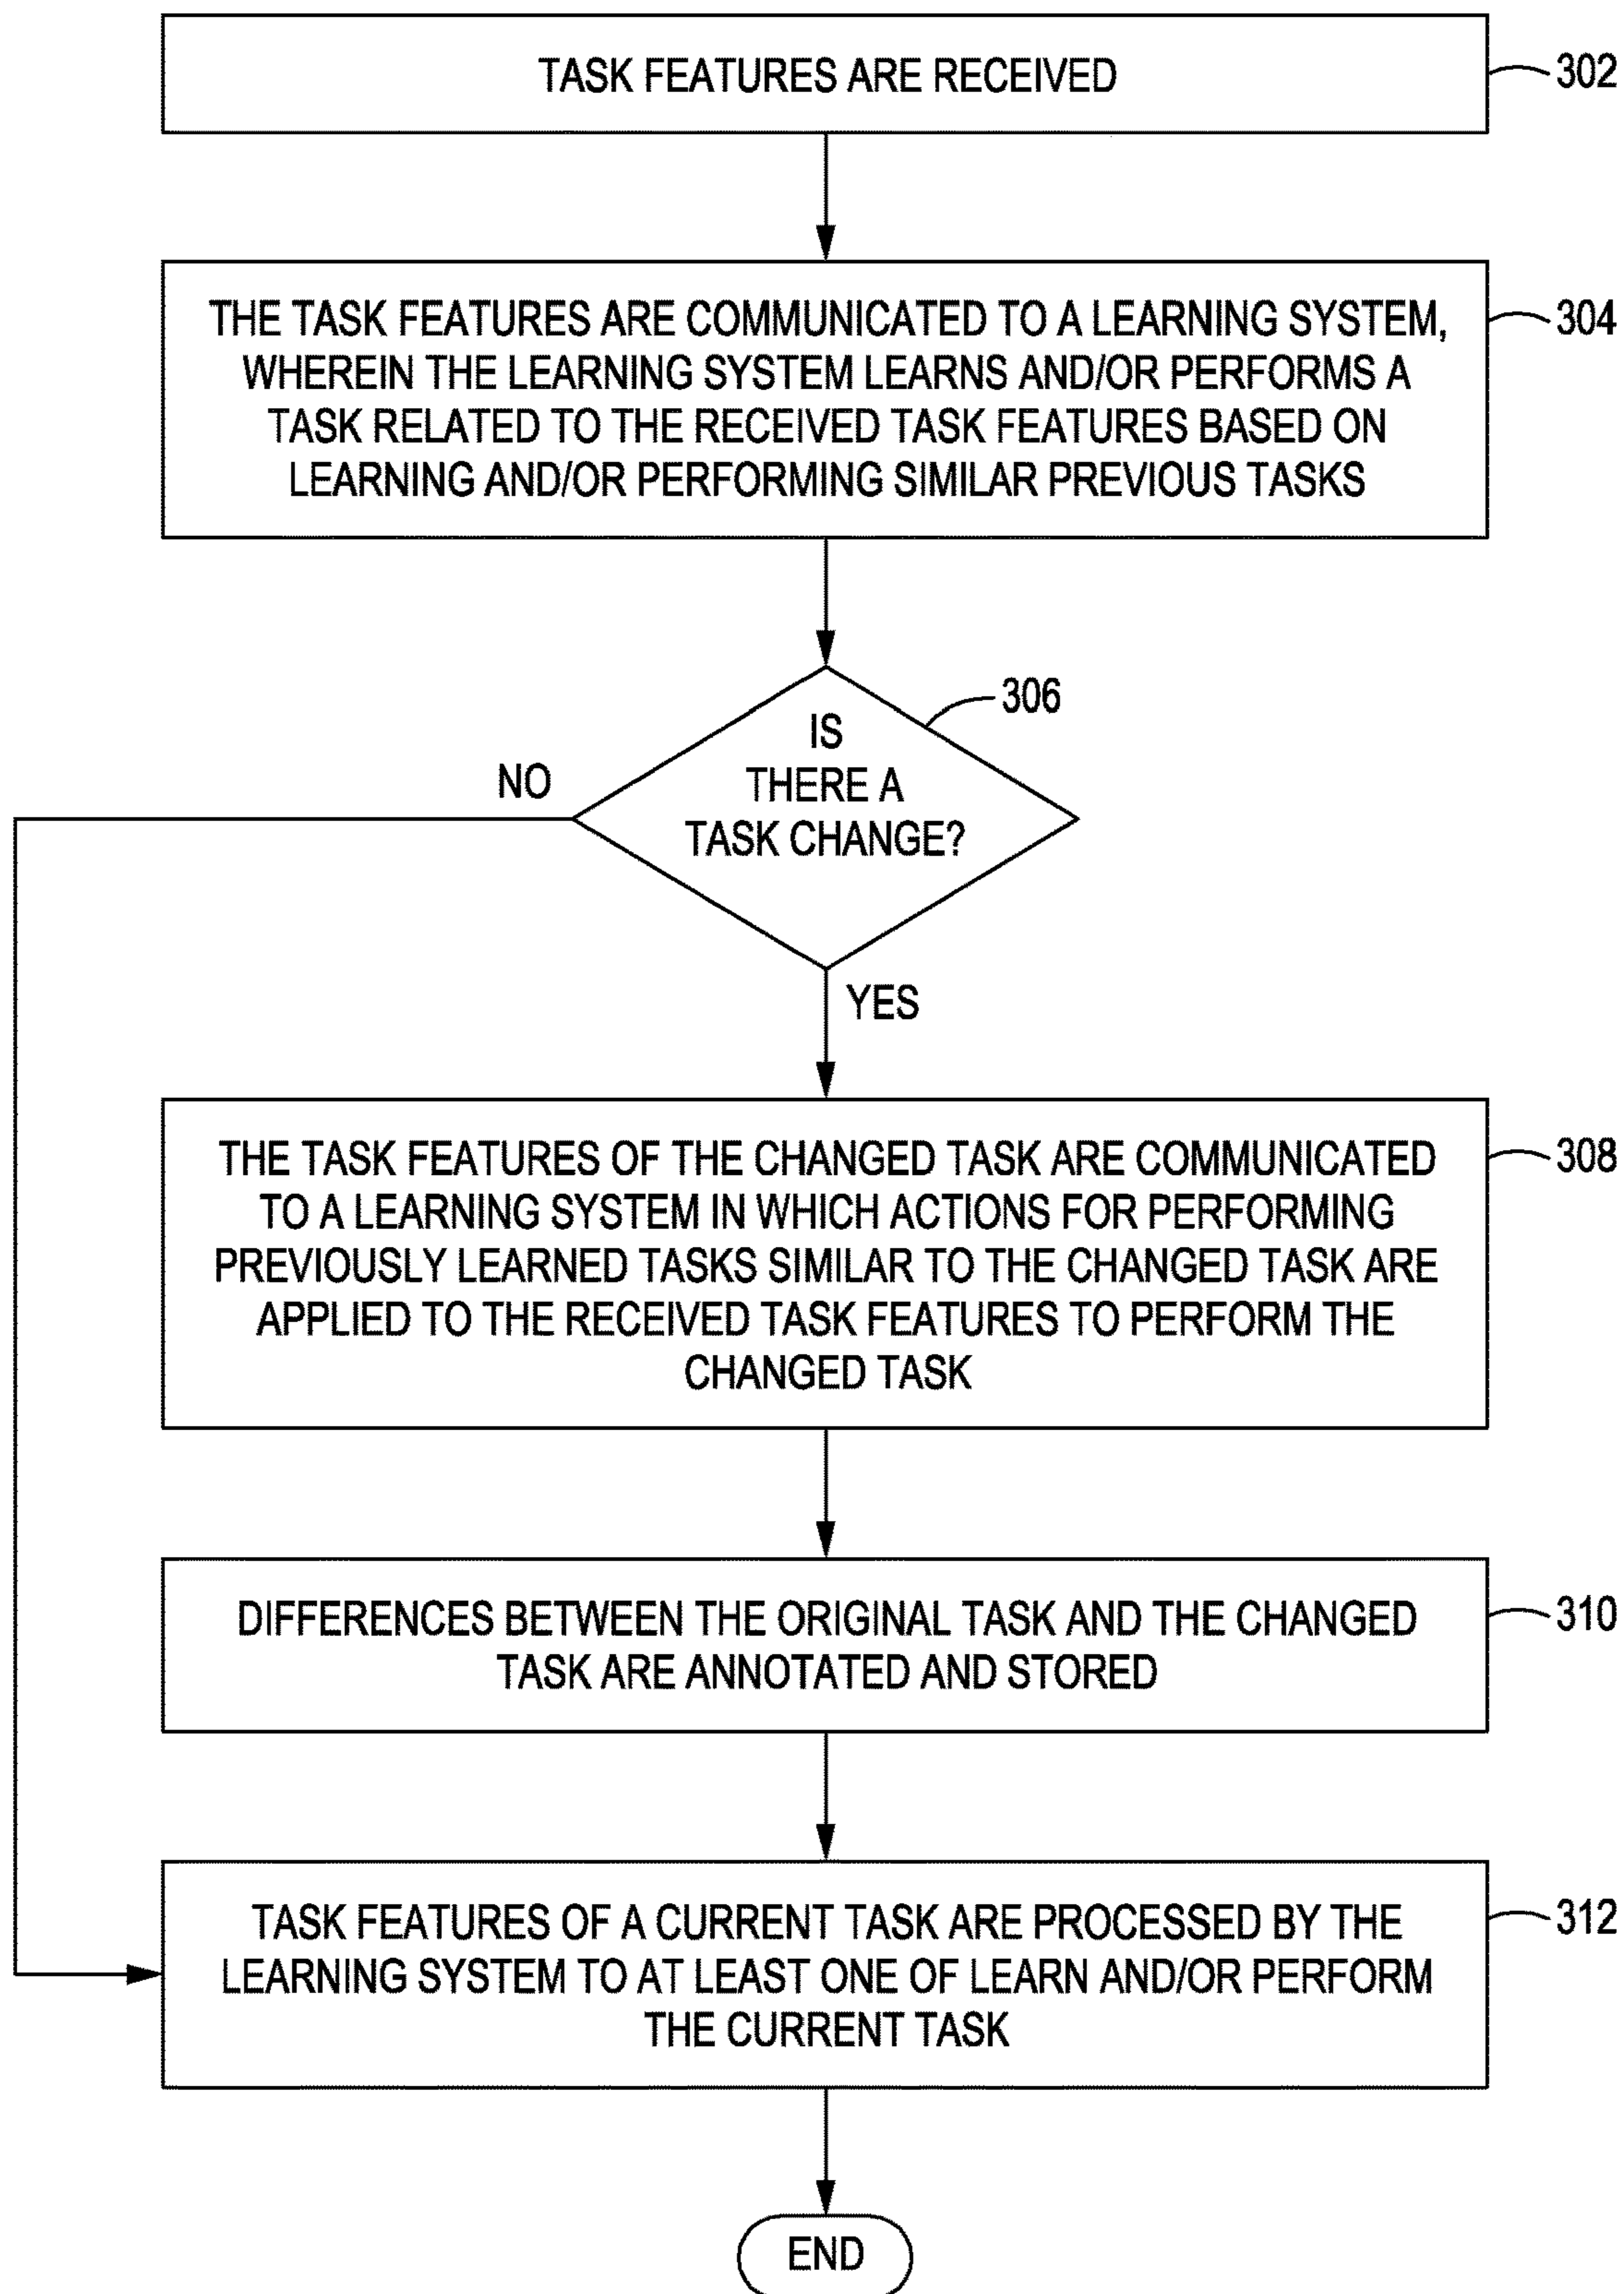 TASK FEATURES ARE RECEIVED
302
THE TASK FEATURES ARE COMMUNICATED TO A LEARNING SYSTEM,
WHEREIN THE LEARNING SYSTEM LEARNS AND/OR PERFORMS A
TASK RELATED TO THE RECEIVED TASK FEATURES BASED ON
LEARNING AND/OR PERFORMING SIMILAR PREVIOUS TASKS
304
IS
THERE A
TASK CHANGE?
306
NO
YES
THE TASK FEATURES OF THE CHANGED TASK ARE COMMUNICATED
TO A LEARNING SYSTEM IN WHICH ACTIONS FOR PERFORMING
PREVIOUSLY LEARNED TASKS SIMILAR TO THE CHANGED TASK ARE
APPLIED TO THE RECEIVED TASK FEATURES TO PERFORM THE
CHANGED TASK
308
DIFFERENCES BETWEEN THE ORIGINAL TASK AND THE CHANGED
TASK ARE ANNOTATED AND STORED
310
TASK FEATURES OF A CURRENT TASK ARE PROCESSED BY THE
LEARNING SYSTEM TO AT LEAST ONE OF LEARN AND/OR PERFORM
THE CURRENT TASK
312
END